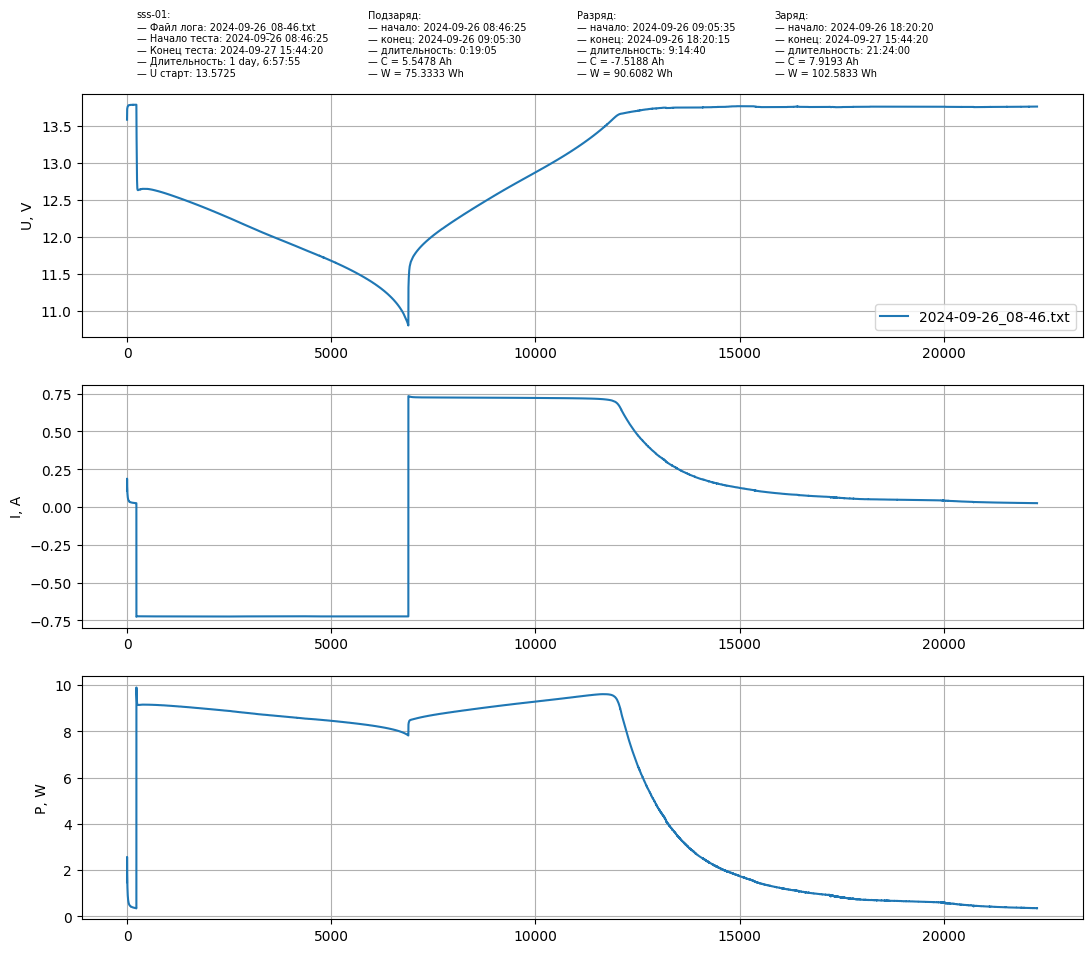 sss-01:
— Файл лога: 2024-09-26_08-46.txt
— Начало теста: 2024-09-26 08:46:25
— Конец теста: 2024-09-27 15:44:20
— Длительность: 1 day, 6:57:55
— U старт: 13.5725
Подзаряд:
— начало: 2024-09-26 08:46:25
— конец: 2024-09-26 09:05:30
— длительность: 0:19:05
— C = 5.5478 Ah
— W = 75.3333 Wh
Разряд:
— начало: 2024-09-26 09:05:35
— конец: 2024-09-26 18:20:15
— длительность: 9:14:40
— C = -7.5188 Ah
— W = 90.6082 Wh
Заряд:
— начало: 2024-09-26 18:20:20
— конец: 2024-09-27 15:44:20
— длительность: 21:24:00
— C = 7.9193 Ah
— W = 102.5833 Wh
U, V
13.5
13.0
12.5
12.0
11.5
11.0
2024-09-26_08-46.txt
0 5000 10000 15000 20000
I, A
0.75
0.50
0.25
0.00
−0.25
−0.50
−0.75
0 5000 10000 15000 20000
P, W
10
8
6
4
2
0
0 5000 10000 15000 20000